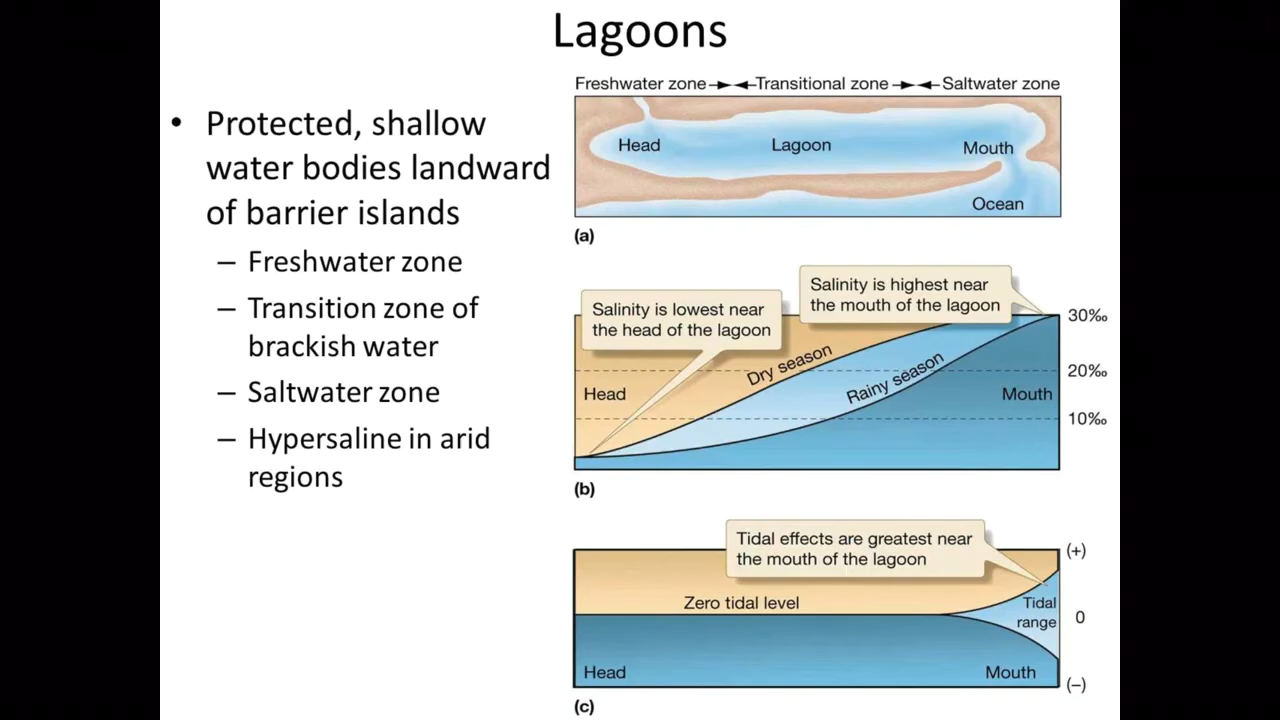 Lagoons
• Protected, shallow
water bodies landward
of barrier islands
– Freshwater zone
– Transition zone of
brackish water
– Saltwater zone
– Hypersaline in arid
regions
Freshwater zone Transitional zone Saltwater zone
Head Lagoon Mouth
Ocean
(a)
Salinity is highest near
the mouth of the lagoon
Salinity is lowest near
the head of the lagoon
30‰
Dry season
20‰
Rainy season
Head Mouth
10‰
(b)
Tidal effects are greatest near
the mouth of the lagoon
(+)
Zero tidal level
Tidal
range
0
Head Mouth
(–)
(c)